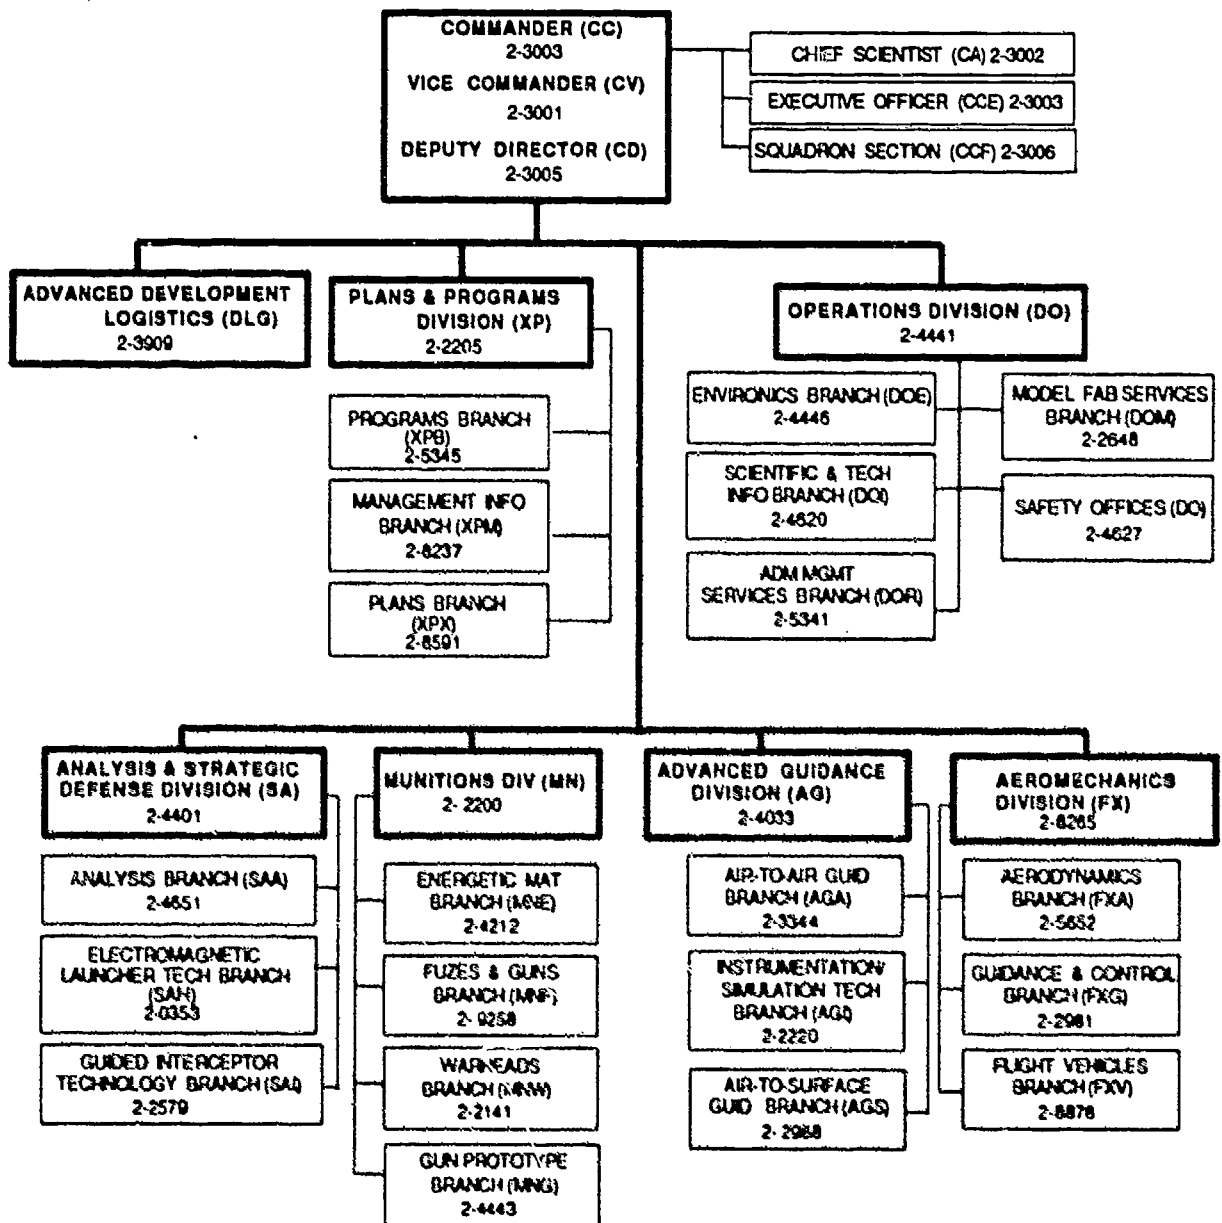 COMMANDER (CC)
2-3003
VICE COMMANDER (CV)
2-3001
DEPUTY DIRECTOR (CD)
2-3005
CHIEF SCIENTIST (CA) 2-3002
EXECUTIVE OFFICER (CCE) 2-3003
SQUADRON SECTION (CCF) 2-3006
ADVANCED DEVELOPMENT
LOGISTICS (DLG)
2-3909
PLANS & PROGRAMS
DIVISION (XP)
2-2205
PROGRAMS BRANCH
(XPB)
2-5345
MANAGEMENT INFO
BRANCH (XPM)
2-8237
PLANS BRANCH
(XPX)
2-8591
OPERATIONS DIVISION (DO)
2-4441
ENVIRONICS BRANCH (DOE)
2-4446
SCIENTIFIC & TECH
INFO BRANCH (DOI)
2-4620
ADM MGMT
SERVICES BRANCH (DOR)
2-5341
MODEL FAB SERVICES
BRANCH (DOM)
2-2648
SAFETY OFFICES (DO)
2-4627
ANALYSIS & STRATEGIC
DEFENSE DIVISION (SA)
2-4401
ANALYSIS BRANCH (SAA)
2-4651
ELECTROMAGNETIC
LAUNCHER TECH BRANCH
(SAH)
2-0353
GUIDED INTERCEPTOR
TECHNOLOGY BRANCH (SAI)
2-2579
MUNITIONS DIV (MN)
2-2200
ENERGETIC MAT
BRANCH (MNE)
2-4212
FUZES & GUNS
BRANCH (MNF)
2-9258
WARHEADS
BRANCH (MNW)
2-2141
GUN PROTOTYPE
BRANCH (MNG)
2-4443
ADVANCED GUIDANCE
DIVISION (AG)
2-4033
AIR-TO-AIR GUID
BRANCH (AGA)
2-3344
INSTRUMENTATION/
SIMULATION TECH
BRANCH (AGI)
2-2220
AIR-TO-SURFACE
GUID BRANCH (AGS)
2-2968
AEROMECHANICS
DIVISION (FX)
2-8265
AERODYNAMICS
BRANCH (FXA)
2-5652
GUIDANCE & CONTROL
BRANCH (FXG)
2-2961
FLIGHT VEHICLES
BRANCH (FXV)
2-8876